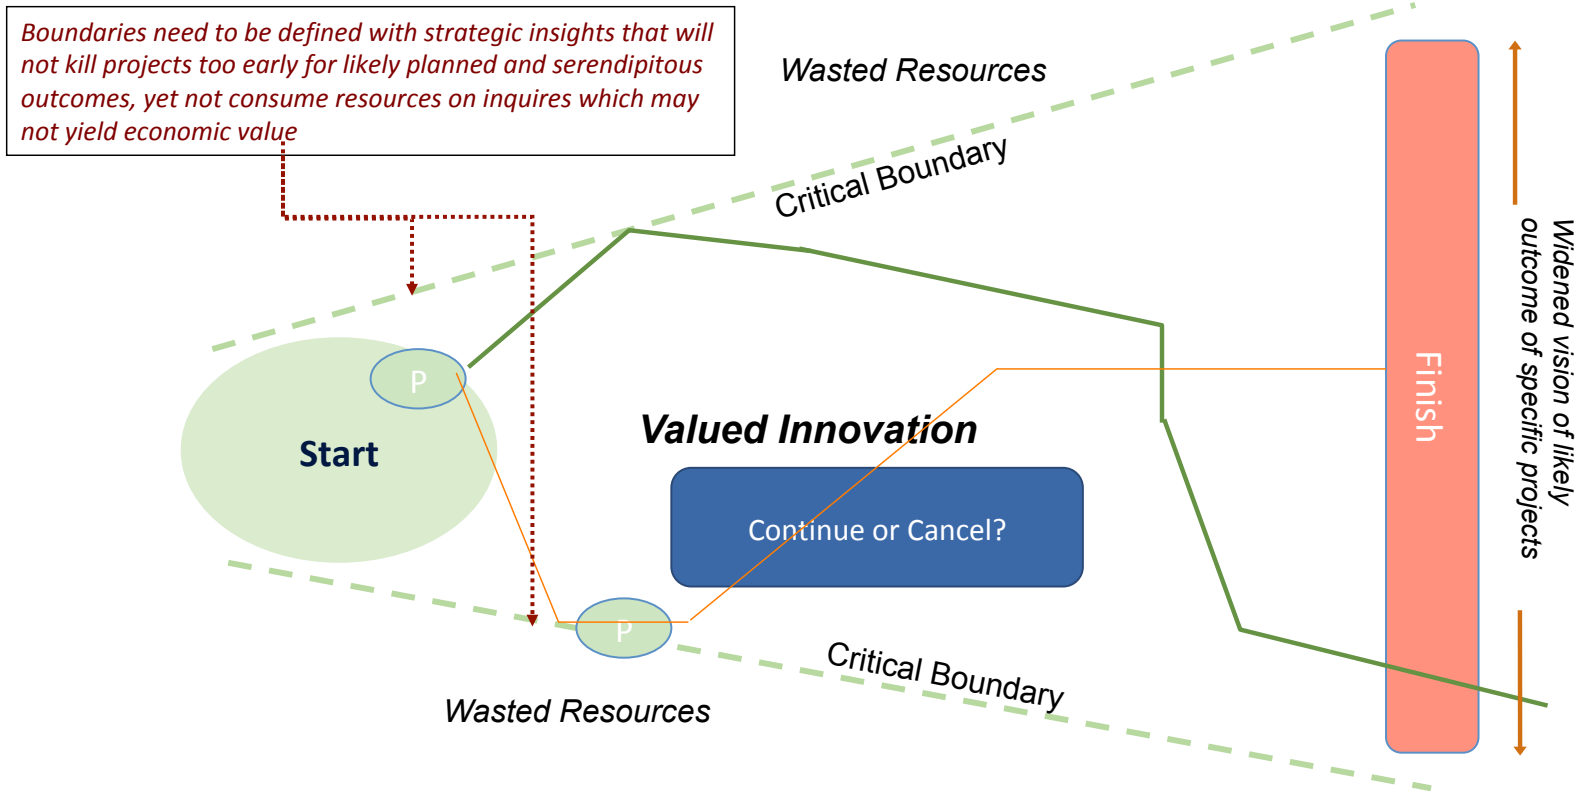 Boundaries need to be defined with strategic insights that will
not kill projects too early for likely planned and serendipitous
outcomes, yet not consume resources on inquires which may
not yield economic value
Wasted Resources
Critical Boundary
P
Start
Valued Innovation
Continue or Cancel?
P
Critical Boundary
Wasted Resources
Finish
Widened vision of likely
outcome of specific projects